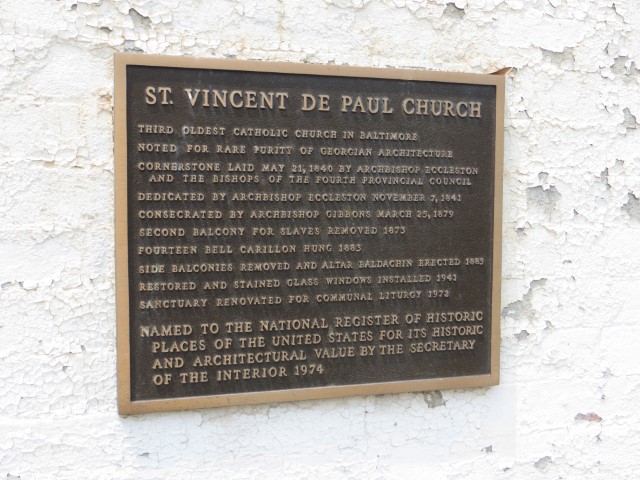 ST. VINCENT DE PAUL CHURCH
THIRD OLDEST CATHOLIC CHURCH IN BALTIMORE
NOTED FOR RARE PURITY OF GEORGIAN ARCHITECTURE
CORNERSTONE LAID MAY 21, 1840 BY ARCHBISHOP ECCLESTON
AND THE BISHOPS OF THE FOURTH PROVINCIAL COUNCIL
DEDICATED BY ARCHBISHOP ECCLESTON NOVEMBER 7, 1841
CONSECRATED BY ARCHBISHOP GIBBONS MARCH 25, 1879
SECOND BALCONY FOR SLAVES REMOVED 1873
FOURTEEN BELL CARILLON HUNG 1883
SIDE BALCONIES REMOVED AND ALTAR BALDACHIN ERECTED 1883
RESTORED AND STAINED GLASS WINDOWS INSTALLED 1941
SANCTUARY RENOVATED FOR COMMUNAL LITURGY 1972
NAMED TO THE NATIONAL REGISTER OF HISTORIC
PLACES OF THE UNITED STATES FOR ITS HISTORIC
AND ARCHITECTURAL VALUE BY THE SECRETARY
OF THE INTERIOR 1974